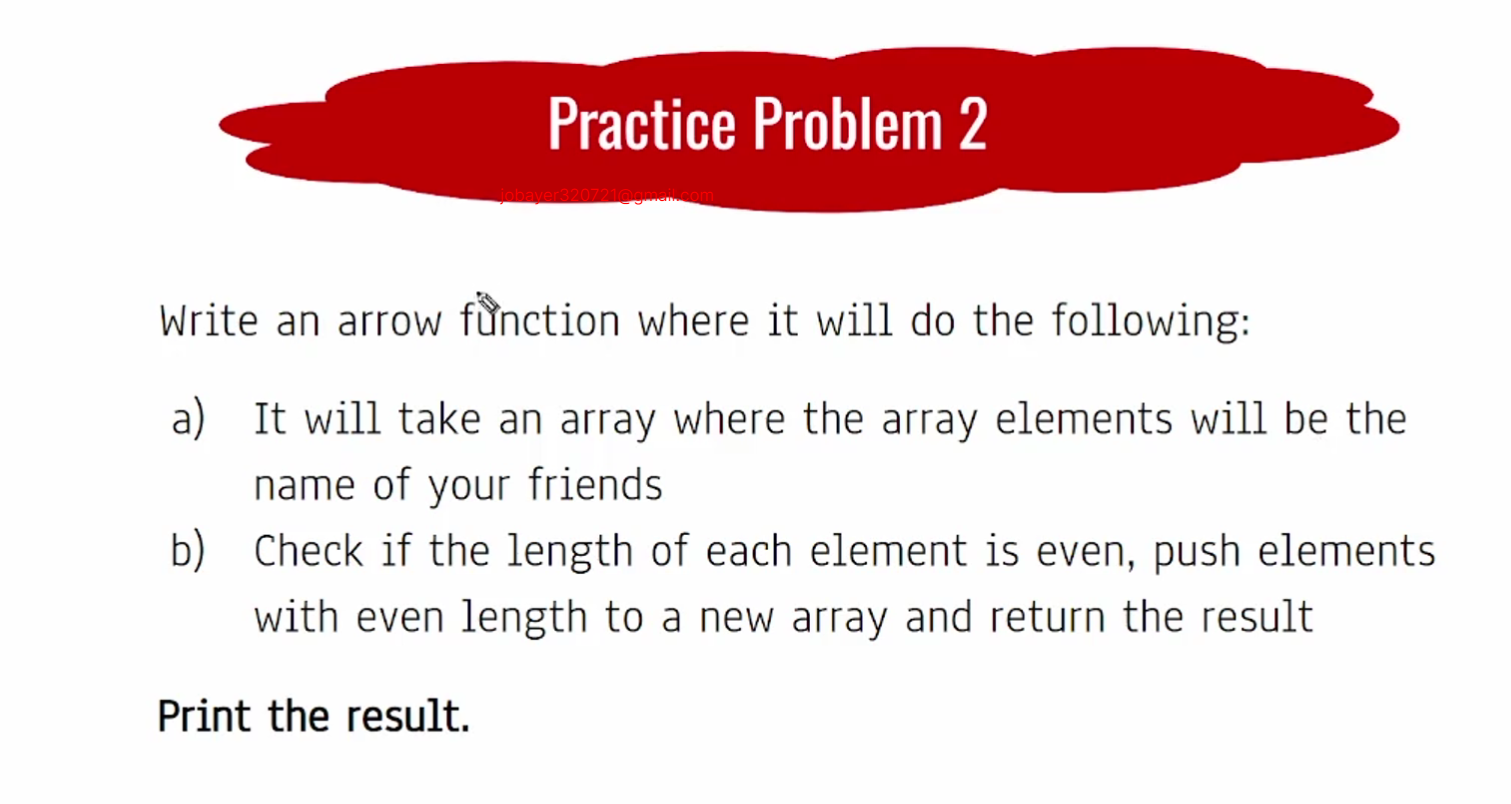 Practice Problem 2
jobayer320721@gmail.com
Write an arrow function where it will do the following:
a) It will take an array where the array elements will be the
name of your friends
b) Check if the length of each element is even, push elements
with even length to a new array and return the result
Print the result.